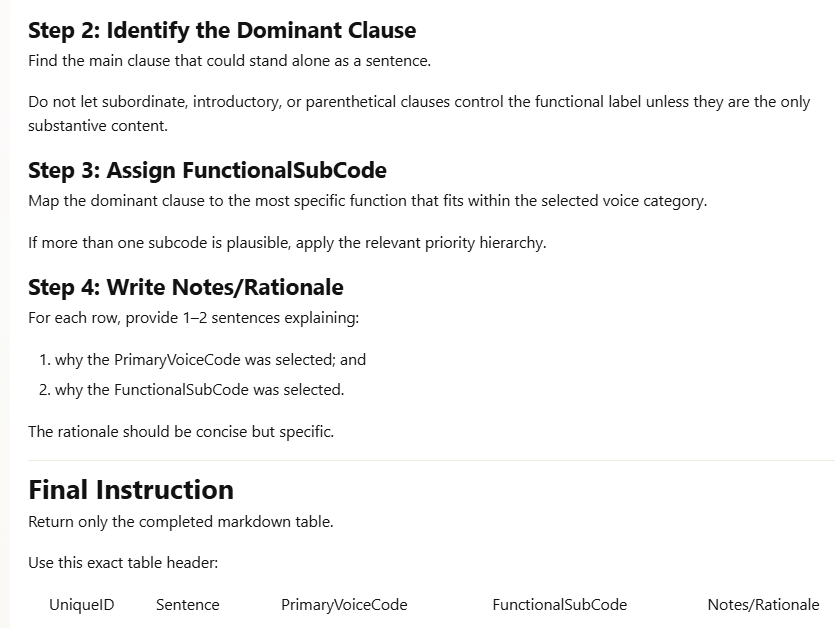 Step 2: Identify the Dominant Clause
Find the main clause that could stand alone as a sentence.
Do not let subordinate, introductory, or parenthetical clauses control the functional label unless they are the only
substantive content.
Step 3: Assign FunctionalSubCode
Map the dominant clause to the most specific function that fits within the selected voice category.
If more than one subcode is plausible, apply the relevant priority hierarchy.
Step 4: Write Notes/Rationale
For each row, provide 1–2 sentences explaining:
1. why the PrimaryVoiceCode was selected; and
2. why the FunctionalSubCode was selected.
The rationale should be concise but specific.
Final Instruction
Return only the completed markdown table.
Use this exact table header:
UniqueID Sentence PrimaryVoiceCode FunctionalSubCode Notes/Rationale